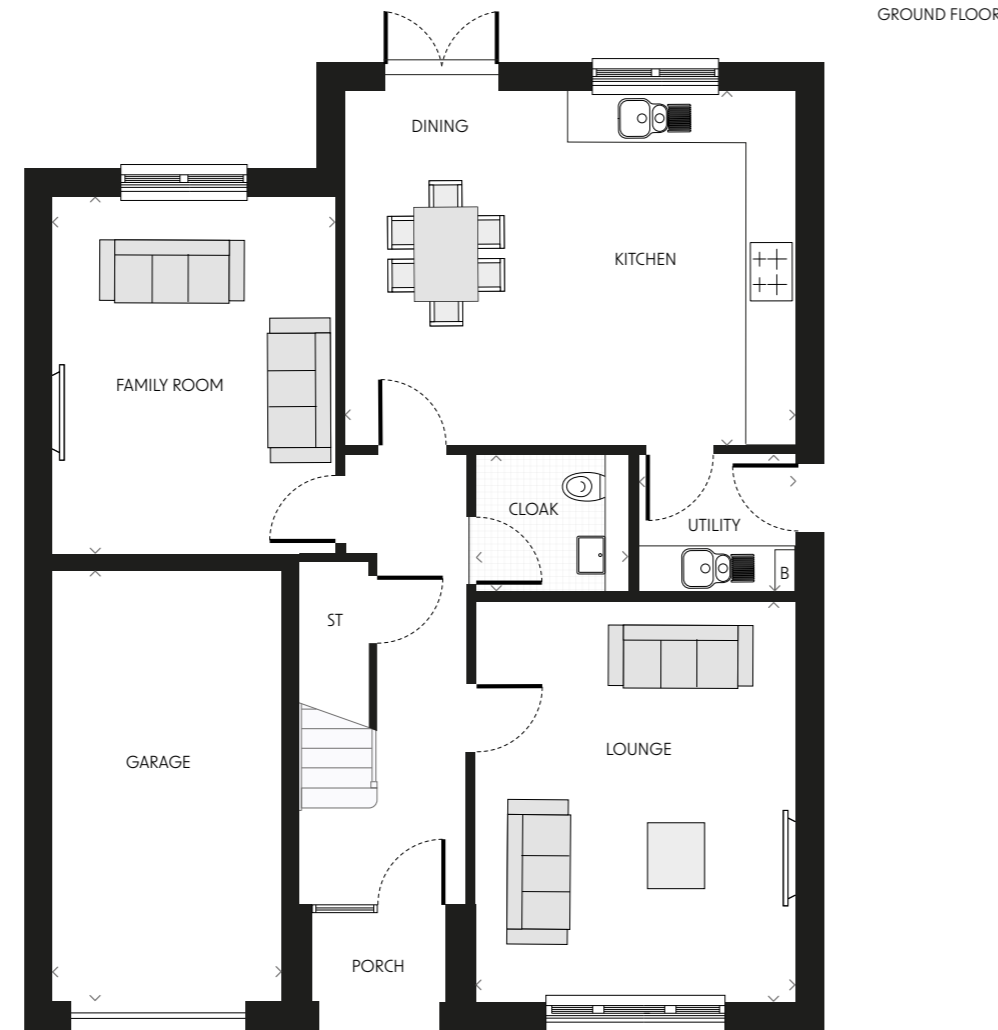 GROUND FLOOR
DINING
KITCHEN
FAMILY ROOM
CLOAK
UTILITY
B
ST
LOUNGE
GARAGE
PORCH